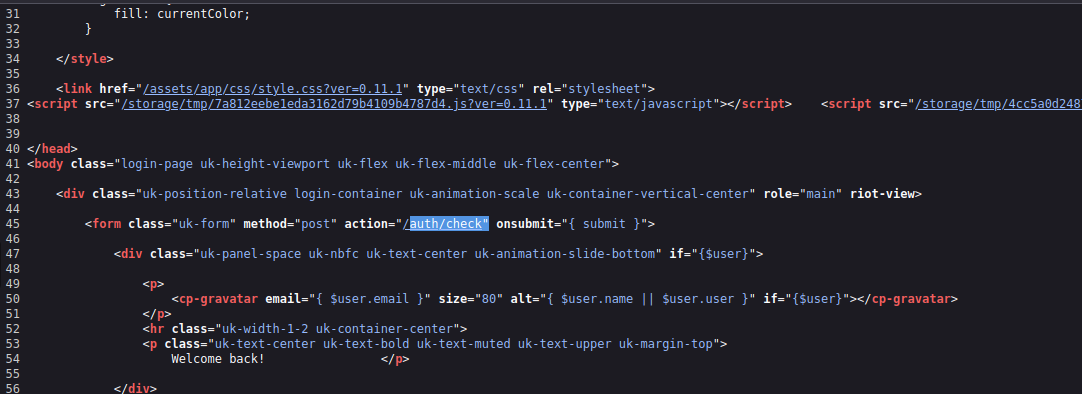 31 fill: currentColor;
32 }
33
34 </style>
35
36 <link href="/assets/app/css/style.css?ver=0.11.1" type="text/css" rel="stylesheet">
37 <script src="/storage/tmp/7a812eebe1eda3162d79b4109b4787d4.js?ver=0.11.1" type="text/javascript"></script> <script src="/storage/tmp/4cc5a0d248
38
39
40 </head>
41 <body class="login-page uk-height-viewport uk-flex uk-flex-middle uk-flex-center">
42
43 <div class="uk-position-relative login-container uk-animation-scale uk-container-vertical-center" role="main" riot-view>
44
45 <form class="uk-form" method="post" action="/auth/check" onsubmit="{ submit }">
46
47 <div class="uk-panel-space uk-nbfc uk-text-center uk-animation-slide-bottom" if="{$user}">
48
49 <p>
50 <cp-gravatar email="{ $user.email }" size="80" alt="{ $user.name || $user.user }" if="{$user}"></cp-gravatar>
51 </p>
52 <hr class="uk-width-1-2 uk-container-center">
53 <p class="uk-text-center uk-text-bold uk-text-muted uk-text-upper uk-margin-top">
54 Welcome back! </p>
55
56 </div>